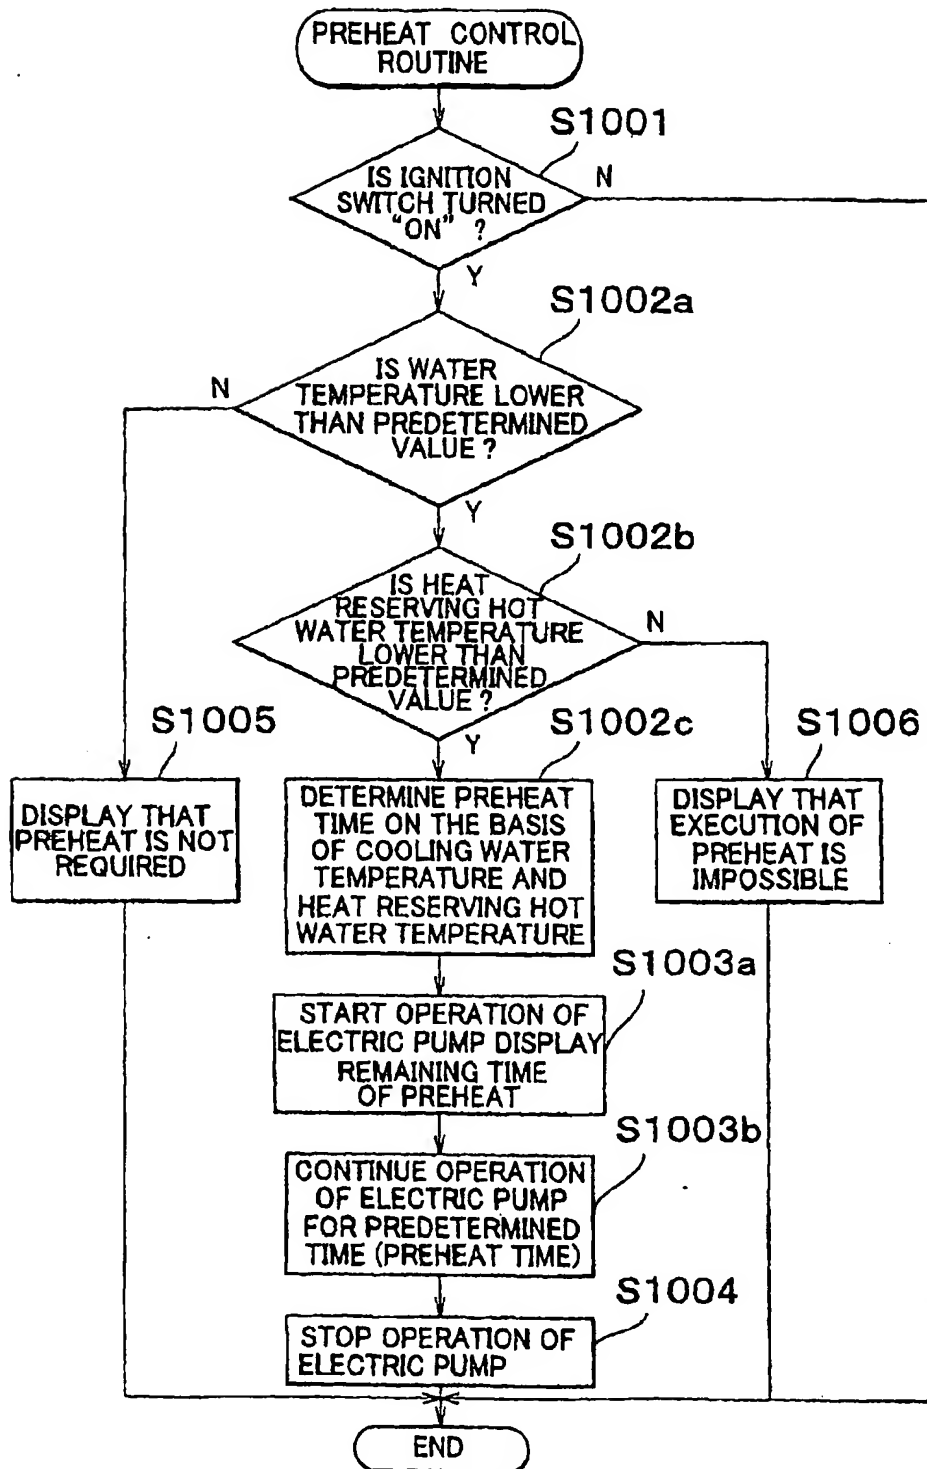 PREHEAT CONTROL
ROUTINE
S1001
IS IGNITION
SWITCH TURNED
“ON” ?
N
Y
S1002a
IS WATER
TEMPERATURE LOWER
THAN PREDETERMINED
VALUE ?
N
Y
S1002b
IS HEAT
RESERVING HOT
WATER TEMPERATURE
LOWER THAN
PREDETERMINED
VALUE ?
N
Y
S1005
DISPLAY THAT
PREHEAT IS NOT
REQUIRED
S1002c
DETERMINE PREHEAT
TIME ON THE BASIS
OF COOLING WATER
TEMPERATURE AND
HEAT RESERVING HOT
WATER TEMPERATURE
S1006
DISPLAY THAT
EXECUTION OF
PREHEAT IS
IMPOSSIBLE
S1003a
START OPERATION OF
ELECTRIC PUMP DISPLAY
REMAINING TIME
OF PREHEAT
S1003b
CONTINUE OPERATION
OF ELECTRIC PUMP
FOR PREDETERMINED
TIME (PREHEAT TIME)
S1004
STOP OPERATION OF
ELECTRIC PUMP
END